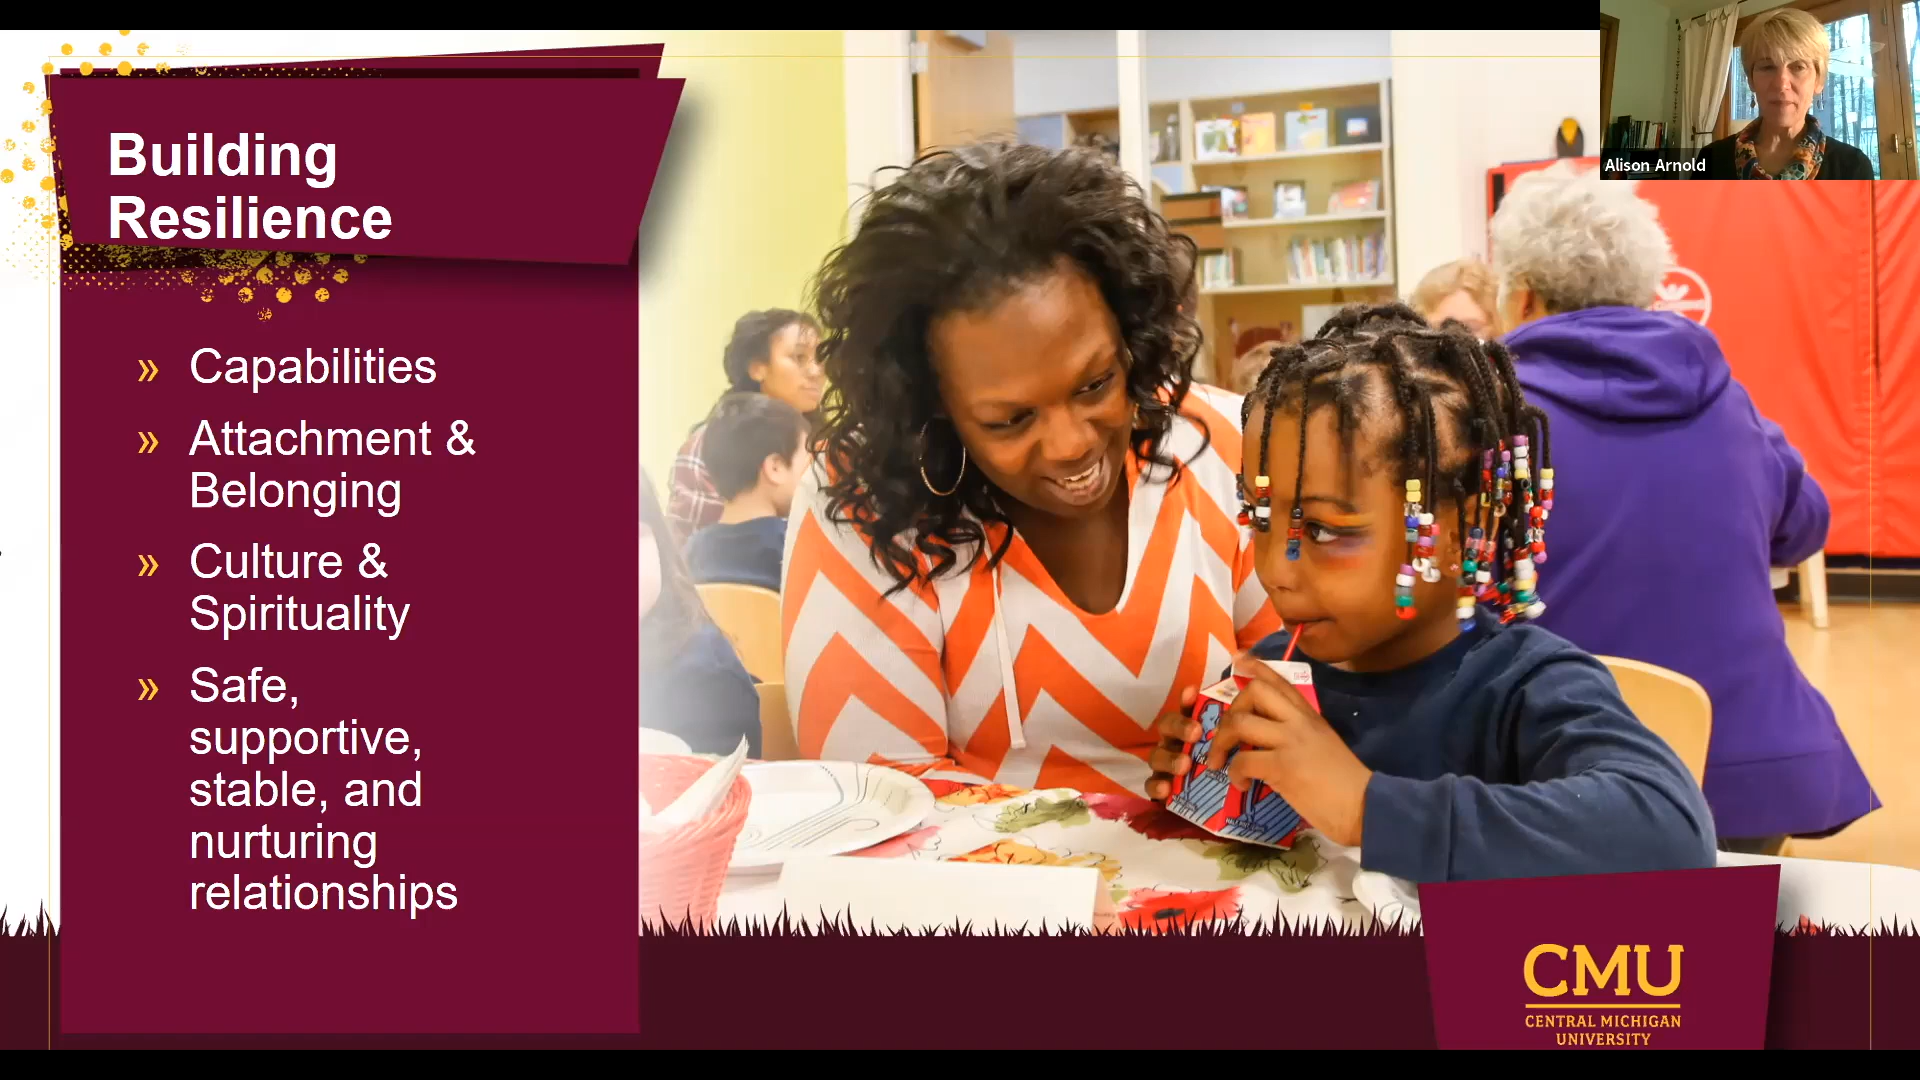 Building
Resilience
» Capabilities
» Attachment &
Belonging
» Culture &
Spirituality
» Safe,
supportive,
stable, and
nurturing
relationships
Alison Arnold
CMU
CENTRAL MICHIGAN
UNIVERSITY